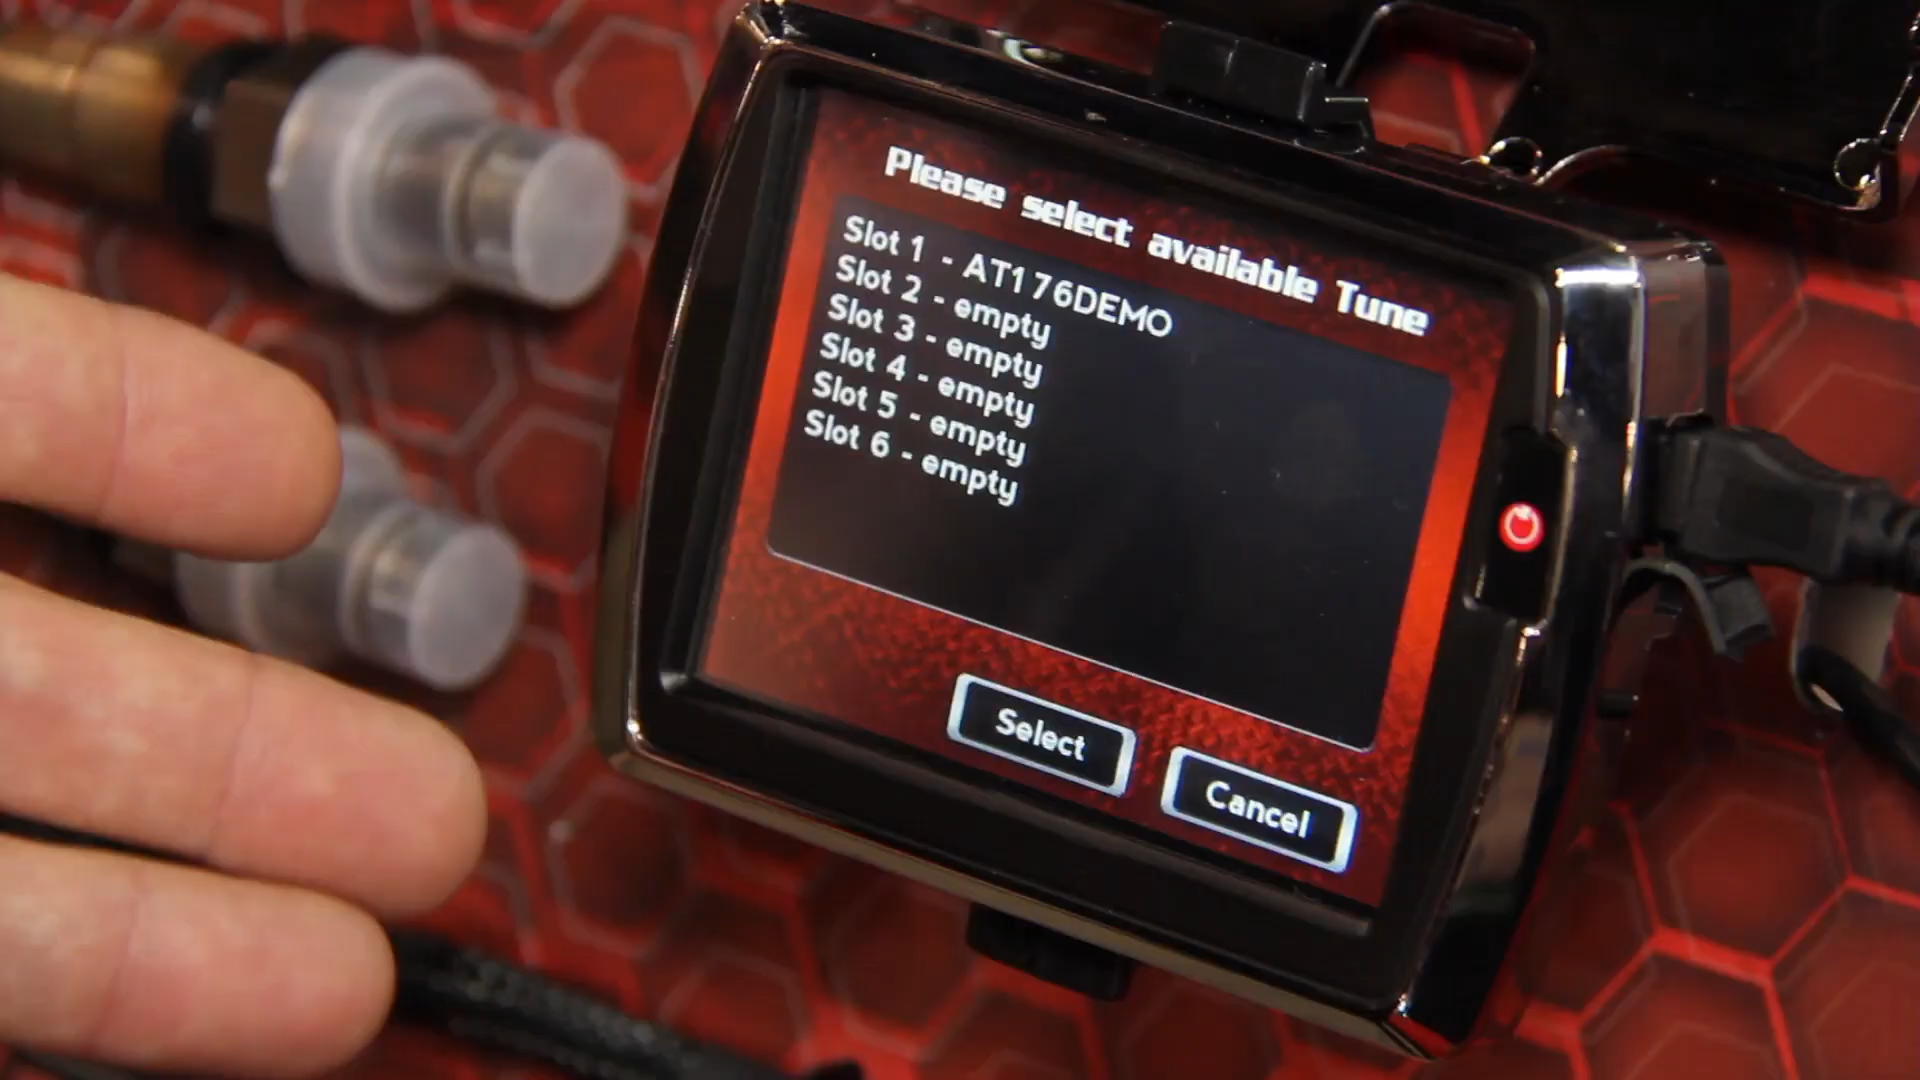 Please select available Tune
Slot 1 - AT176DEMO
Slot 2 - empty
Slot 3 - empty
Slot 4 - empty
Slot 5 - empty
Slot 6 - empty
Select
Cancel